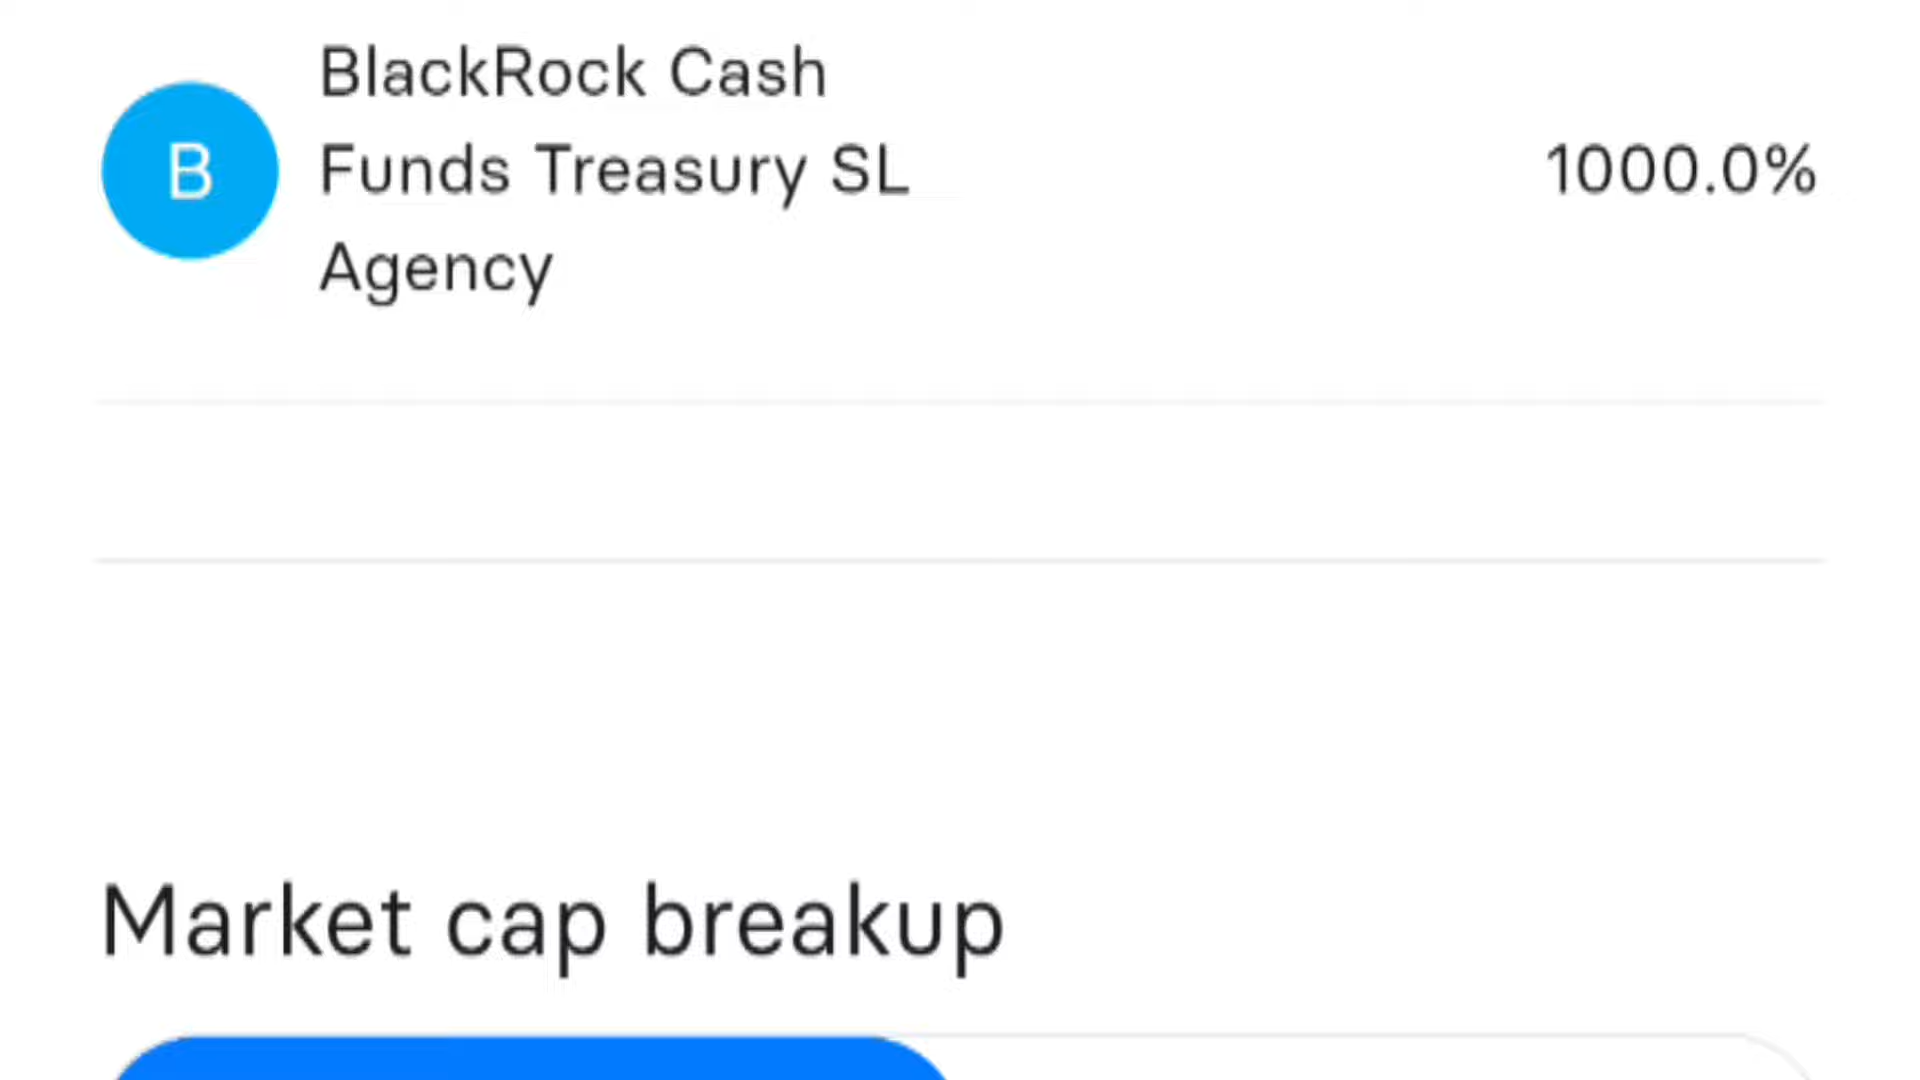 BlackRock Cash
B
Funds Treasury SL
1000.0%
Agency
Market cap breakup